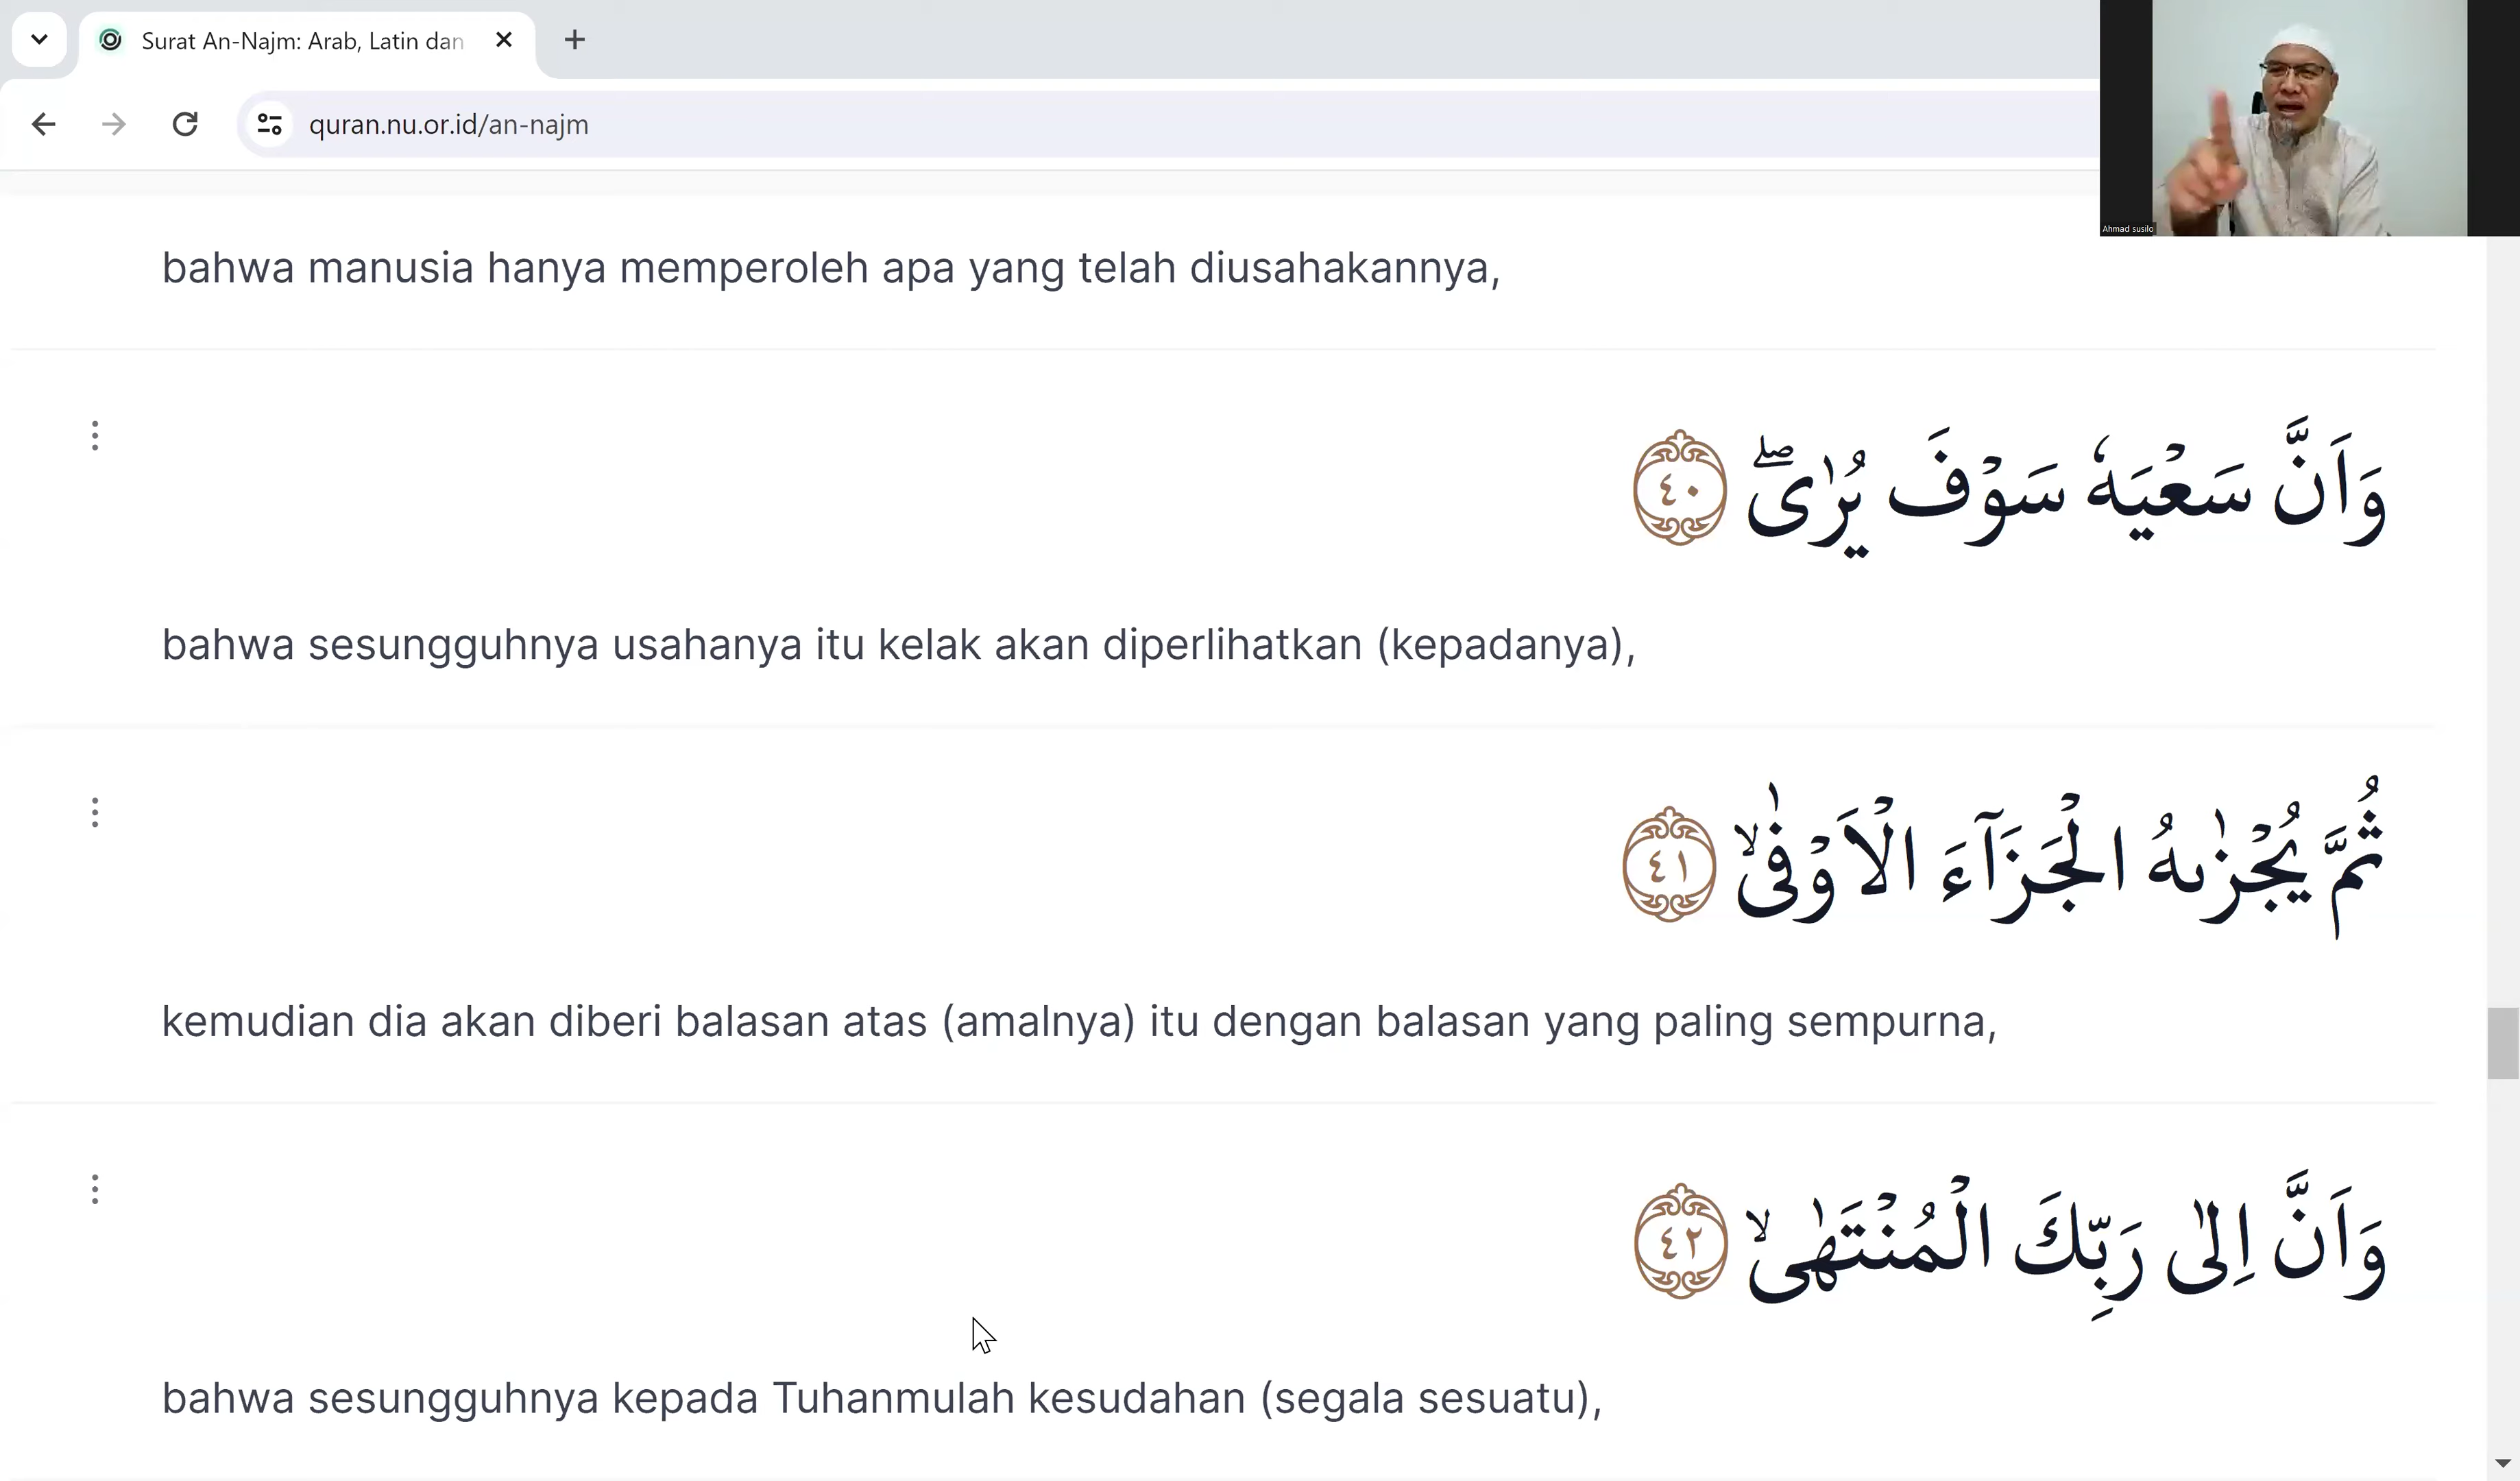 Surat An-Najm: Arab, Latin dan
quran.nu.or.id/an-najm
Ahmad susilo
bahwa manusia hanya memperoleh apa yang telah diusahakannya,
وَاَنَّ سَعْيَهٗ سَوْفَ يُرٰىۖ ٤٠
bahwa sesungguhnya usahanya itu kelak akan diperlihatkan (kepadanya),
ثُمَّ يُجْزٰىهُ الْجَزَاۤءَ الْاَوْفٰىۙ ٤١
kemudian dia akan diberi balasan atas (amalnya) itu dengan balasan yang paling sempurna,
وَاَنَّ اِلٰى رَبِّكَ الْمُنْتَهٰىۙ ٤٢
bahwa sesungguhnya kepada Tuhanmulah kesudahan (segala sesuatu),